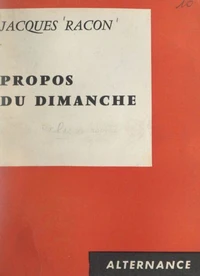 JACQUES RACON
PROPOS
DU DIMANCHE
ALTERNANCE